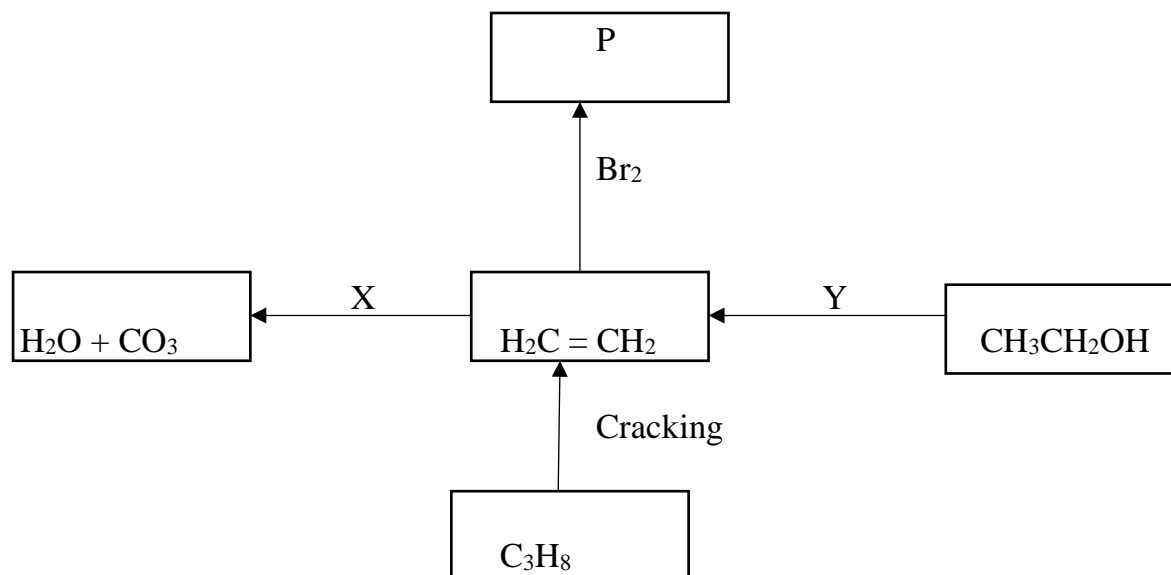 P
Br₂
X
Y
H₂O + CO₃
H₂C = CH₂
CH₃CH₂OH
Cracking
C₃H₈